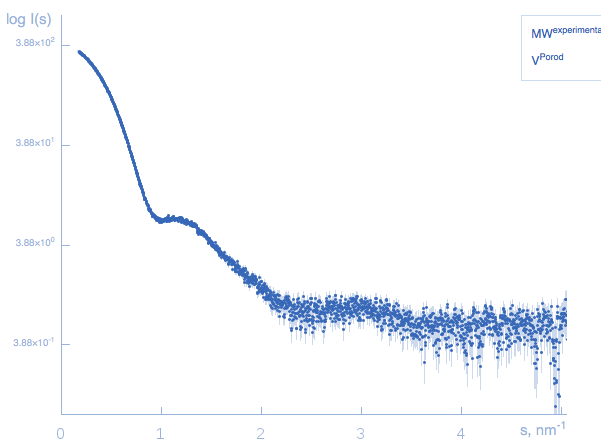 log I(s)
3.88×10²
3.88×10¹
3.88×10⁰
3.88×10⁻¹
MWexperimenta
VPorod
0 1 2 3 4 s, nm⁻¹